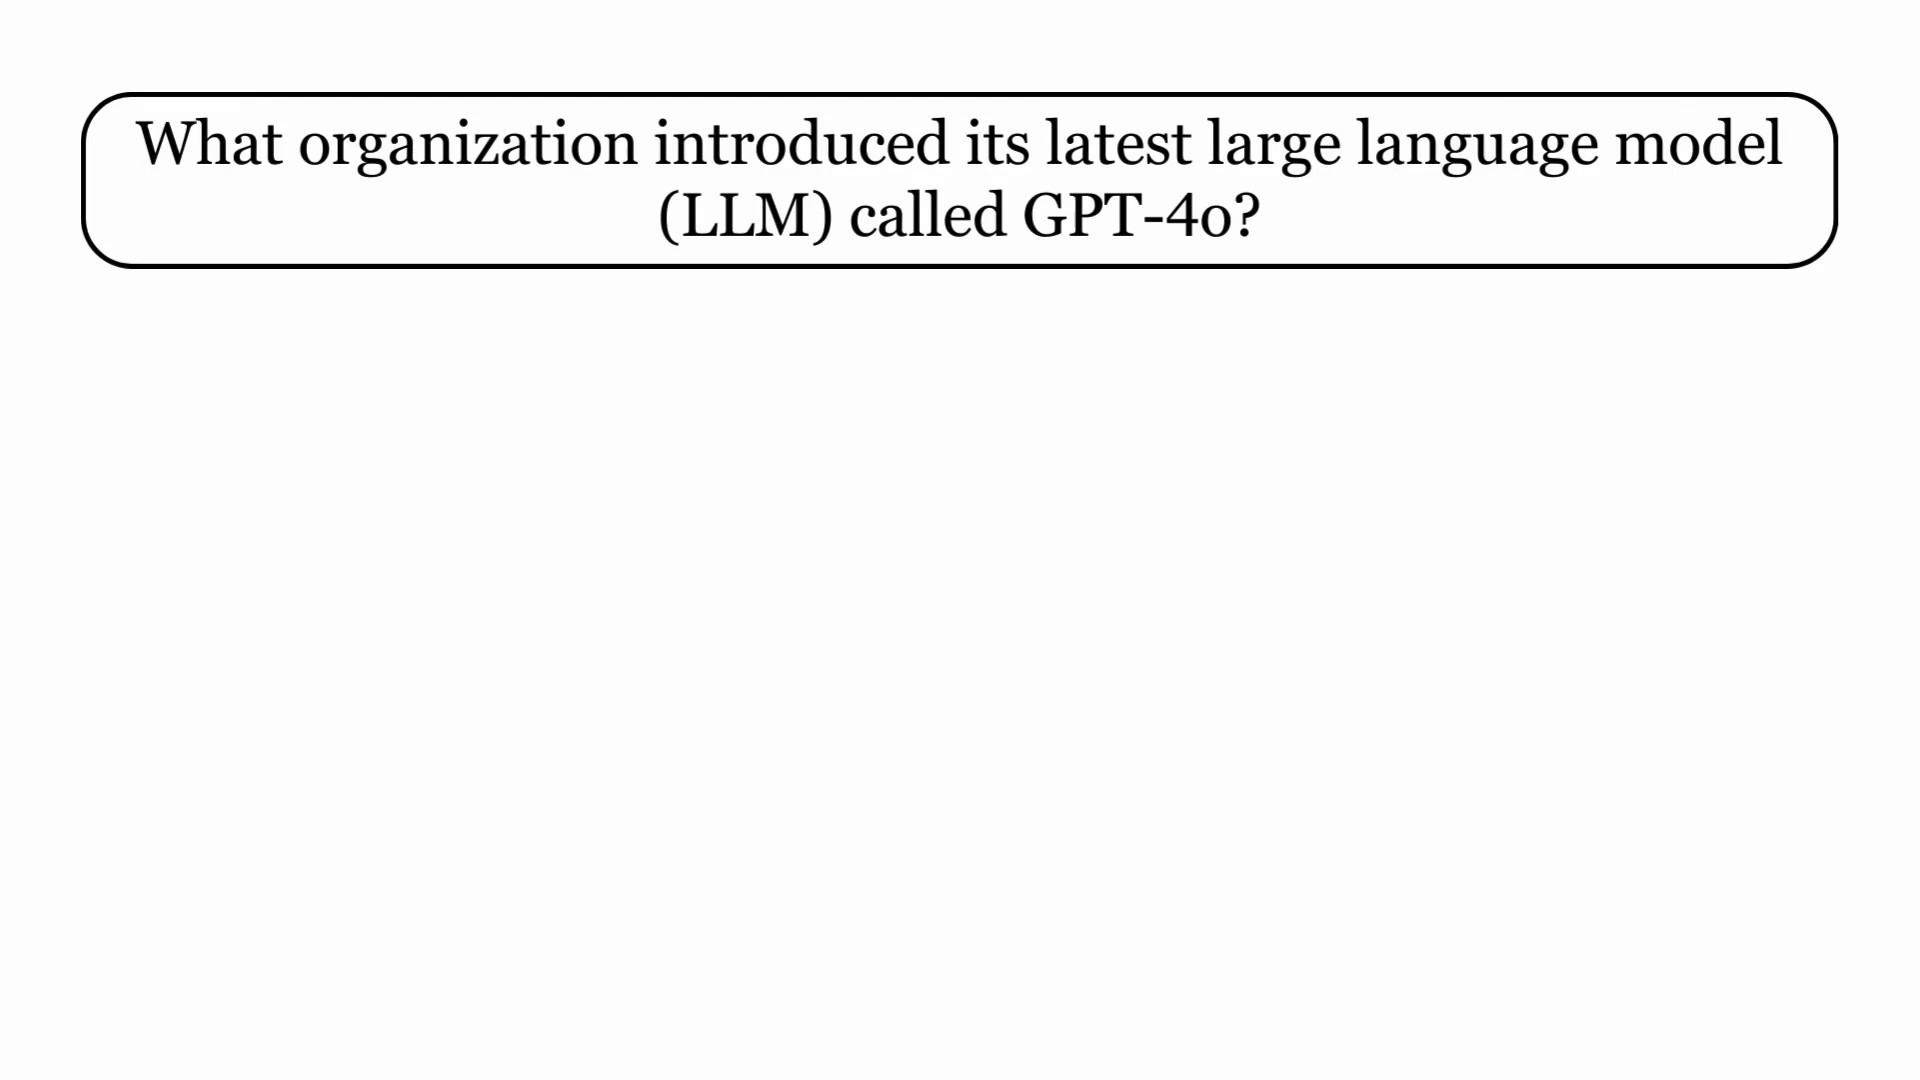 What organization introduced its latest large language model
(LLM) called GPT-4o?